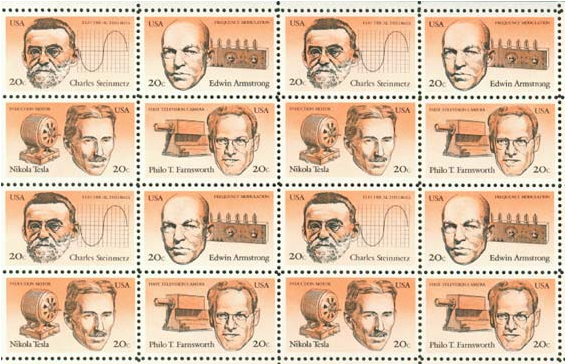 USA ELECTRICAL THEORIES
20c Charles Steinmetz
USA FREQUENCY MODULATION
20c Edwin Armstrong
USA ELECTRICAL THEORIES
20c Charles Steinmetz
USA FREQUENCY MODULATION
20c Edwin Armstrong
INDUCTION MOTOR USA
Nikola Tesla 20c
FIRST TELEVISION CAMERA USA
Philo T. Farnsworth 20c
INDUCTION MOTOR USA
Nikola Tesla 20c
FIRST TELEVISION CAMERA USA
Philo T. Farnsworth 20c
USA ELECTRICAL THEORIES
20c Charles Steinmetz
USA FREQUENCY MODULATION
20c Edwin Armstrong
USA ELECTRICAL THEORIES
20c Charles Steinmetz
USA FREQUENCY MODULATION
20c Edwin Armstrong
INDUCTION MOTOR USA
Nikola Tesla 20c
FIRST TELEVISION CAMERA USA
Philo T. Farnsworth 20c
INDUCTION MOTOR USA
Nikola Tesla 20c
FIRST TELEVISION CAMERA USA
Philo T. Farnsworth 20c